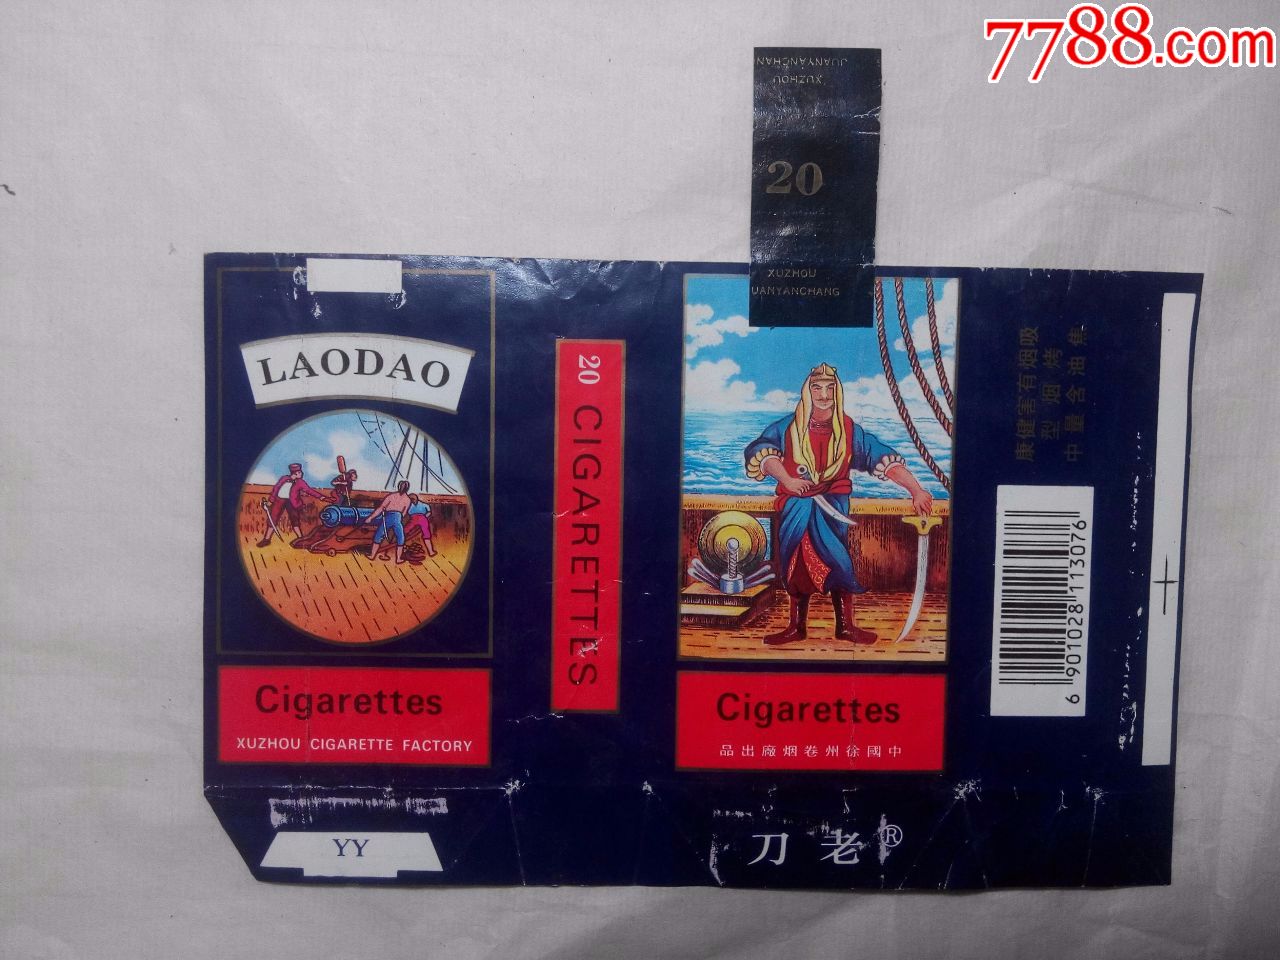 7788.com
XUZHOU
JUANYANCHAN
20
XUZHOU
UANYANCHANG
LAODAO
Cigarettes
XUZHOU CIGARETTE FACTORY
YY
20 CIGARETTES
Cigarettes
中國徐州卷烟廠出品
老刀®
吸烟有害健康
烤烟型
焦油含量中
6 901028 113076